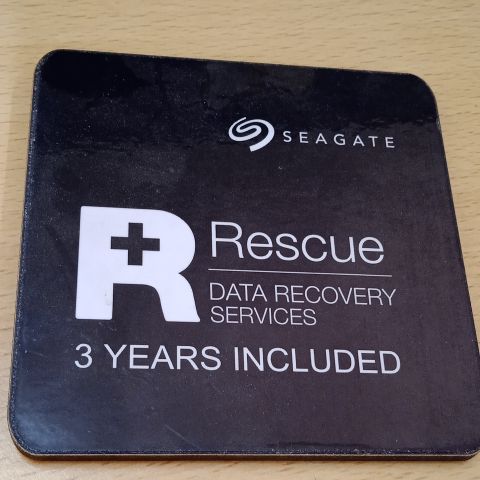 SEAGATE
Rescue
DATA RECOVERY
SERVICES
3 YEARS INCLUDED